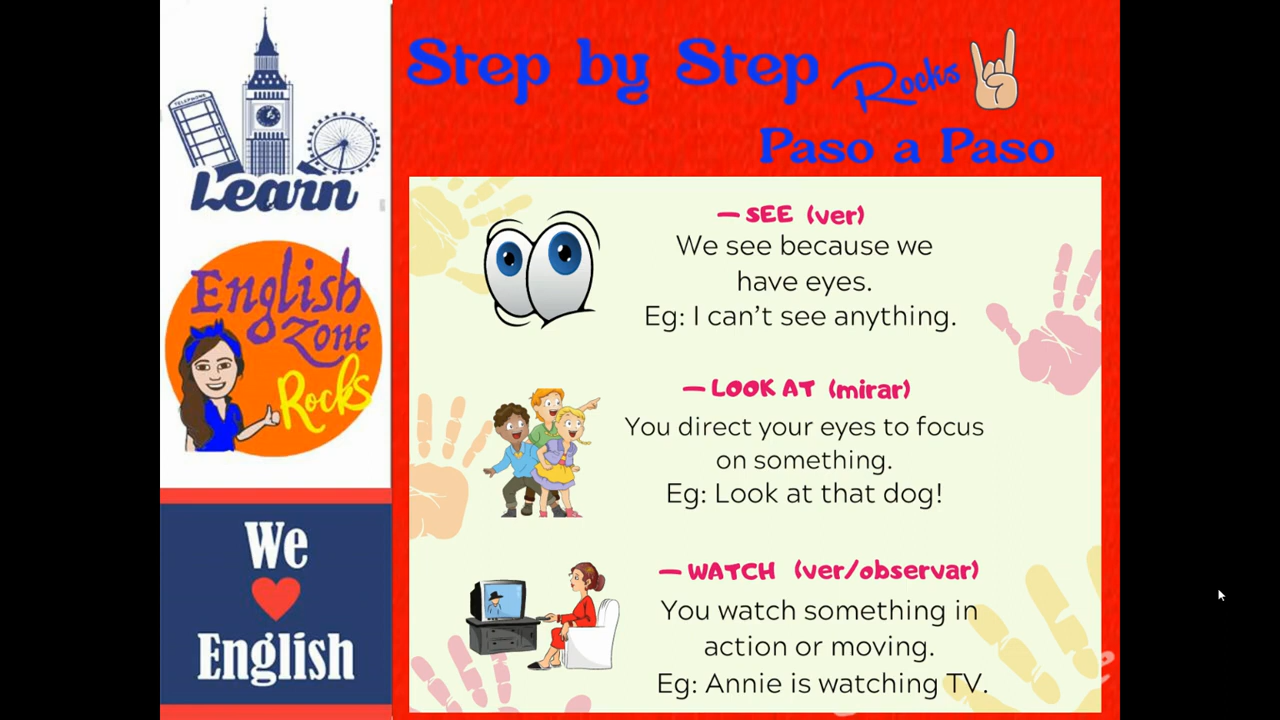 TELEPHONE
Learn
English
Zone
Rocks
We
English
Step by Step Rocks
Paso a Paso
– SEE (ver)
We see because we
have eyes.
Eg: I can’t see anything.
– LOOK AT (mirar)
You direct your eyes to focus
on something.
Eg: Look at that dog!
– WATCH (ver/observar)
You watch something in
action or moving.
Eg: Annie is watching TV.